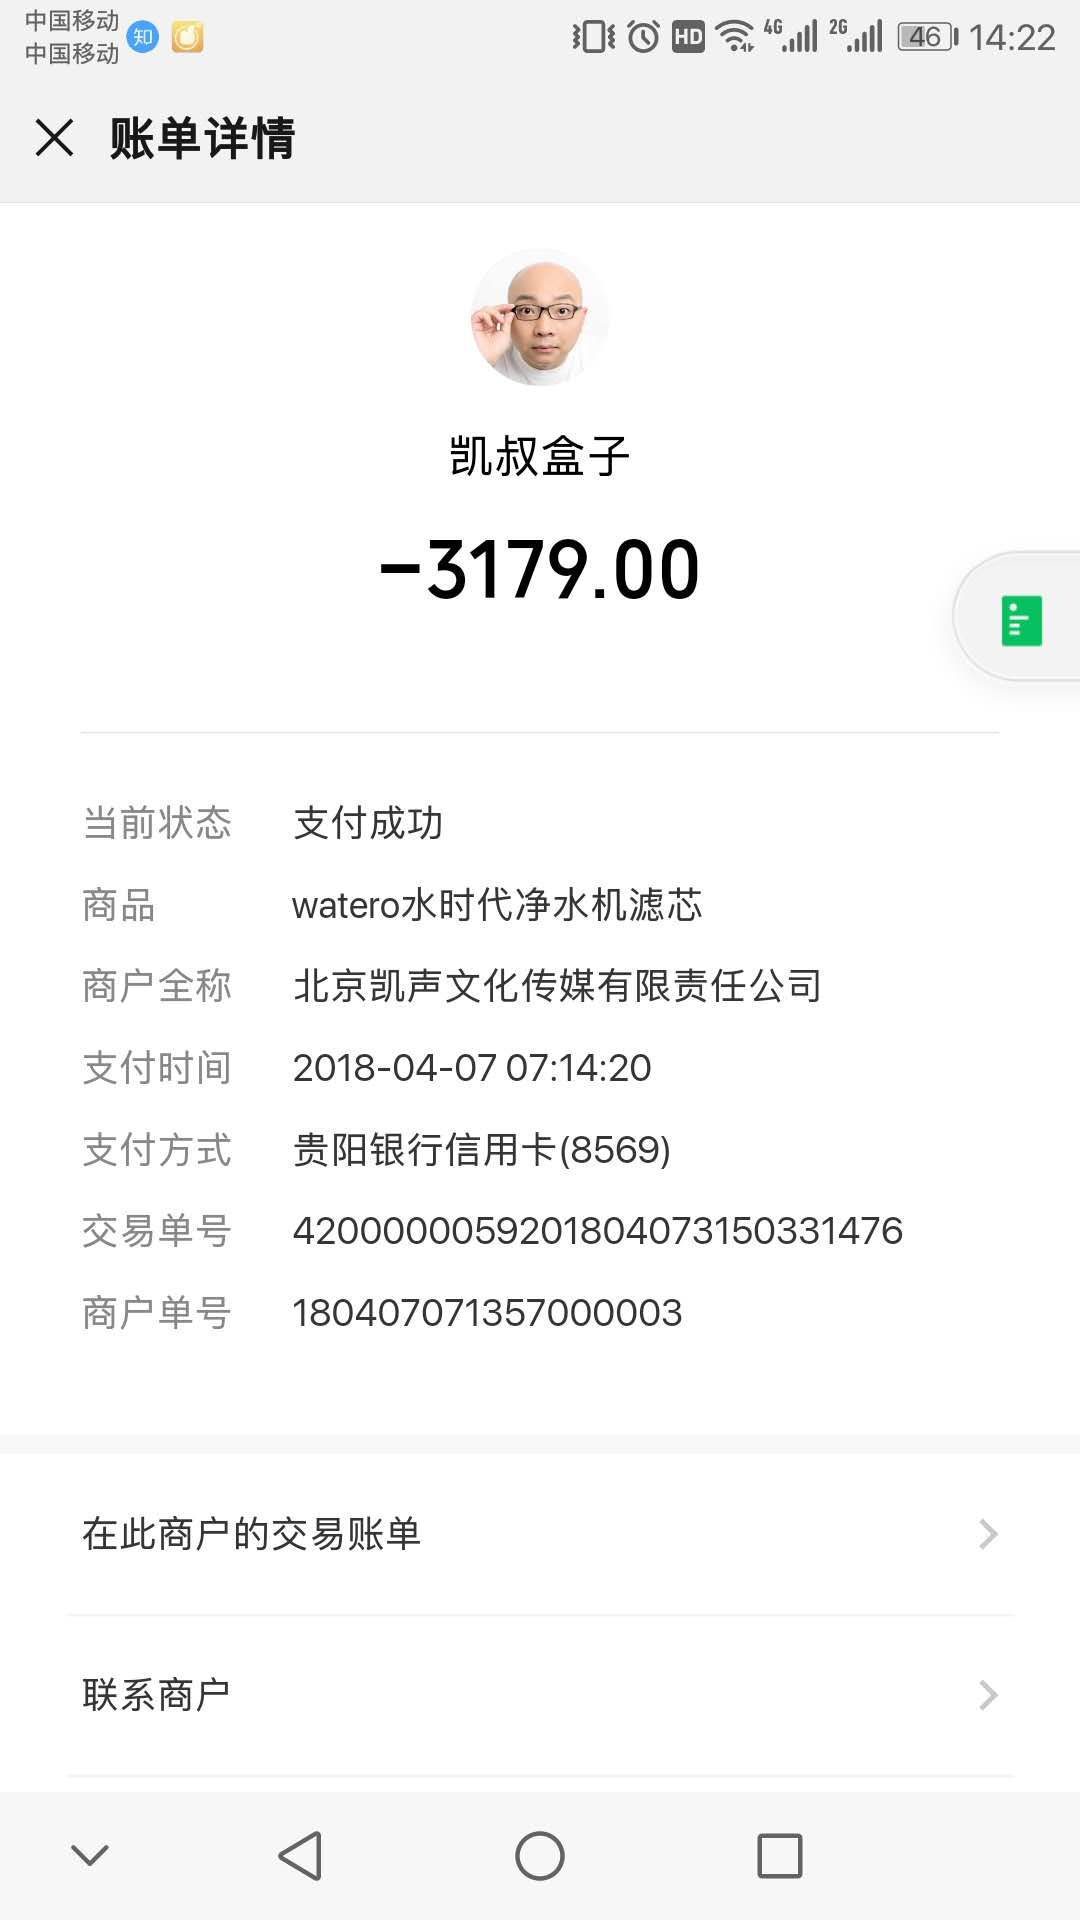 中国移动
中国移动
知
HD
4G
2G
46
14:22
账单详情
凯叔盒子
-3179.00
当前状态 支付成功
商品 watero水时代净水机滤芯
商户全称 北京凯声文化传媒有限责任公司
支付时间 2018-04-07 07:14:20
支付方式 贵阳银行信用卡(8569)
交易单号 4200000059201804073150331476
商户单号 180407071357000003
在此商户的交易账单
联系商户